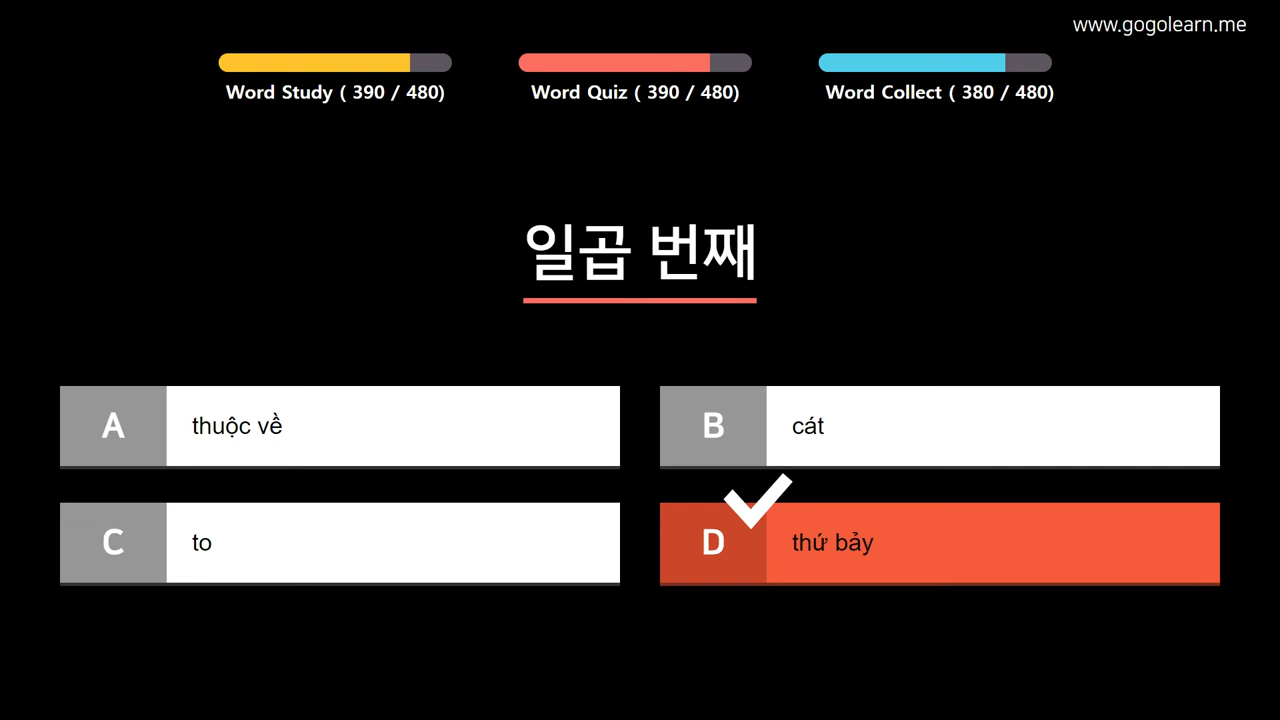 www.gogolearn.me
Word Study ( 390 / 480)
Word Quiz ( 390 / 480)
Word Collect ( 380 / 480)
일곱 번째
A thuộc về
B cát
C to
D thứ bảy